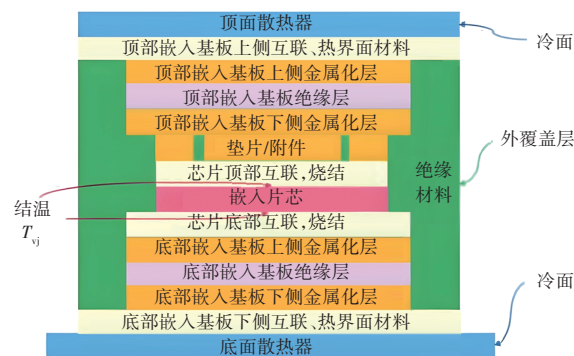 顶面散热器
冷面
顶部嵌入基板上侧互联、热界面材料
顶部嵌入基板上侧金属化层
顶部嵌入基板绝缘层
顶部嵌入基板下侧金属化层
外覆盖层
垫片/附件
芯片顶部互联,烧结
绝缘
材料
嵌入片芯
结温
Tvj
芯片底部互联,烧结
底部嵌入基板上侧金属化层
底部嵌入基板绝缘层
底部嵌入基板下侧金属化层
冷面
底部嵌入基板下侧互联、热界面材料
底面散热器